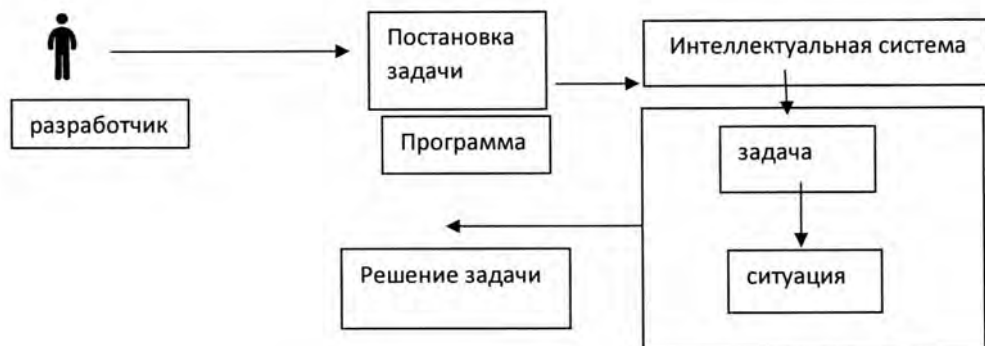 разработчик
Постановка
задачи
Программа
Интеллектуальная система
задача
ситуация
Решение задачи